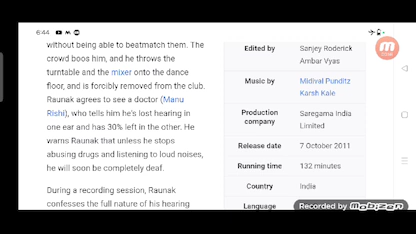 6:44
without being able to beatmatch them. The
crowd boos him, and he throws the
turntable and the mixer onto the dance
floor, and is forcibly removed from the club.
Raunak agrees to see a doctor (Manu
Rishi), who tells him he's lost hearing in
one ear and has 30% left in the other. He
warns Raunak that unless he stops
abusing drugs and listening to loud noises,
he will soon be completely deaf.
During a recording session, Raunak
confesses the full nature of his hearing
Edited by Sanjey Roderick
Ambar Vyas
Music by Midival Punditz
Karsh Kale
Production
company Saregama India
Limited
Release date 7 October 2011
Running time 132 minutes
Country India
Language
Recorded by Mobizen